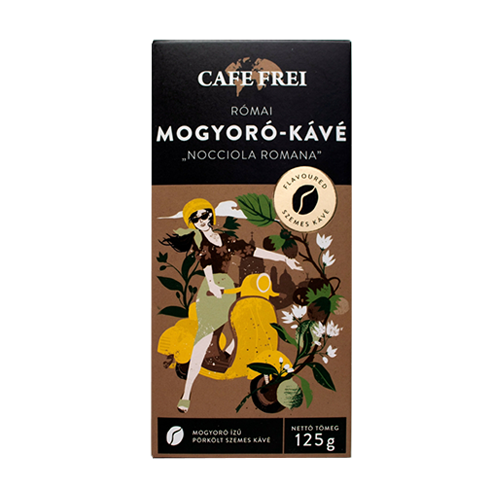 CAFE FREI
RÓMAI
MOGYORÓ-KÁVÉ
„NOCCIOLA ROMANA”
FLAVOURED
SZEMES KÁVÉ
MOGYORÓ ÍZŰ
PÖRKÖLT SZEMES KÁVÉ
NETTÓ TÖMEG
125g